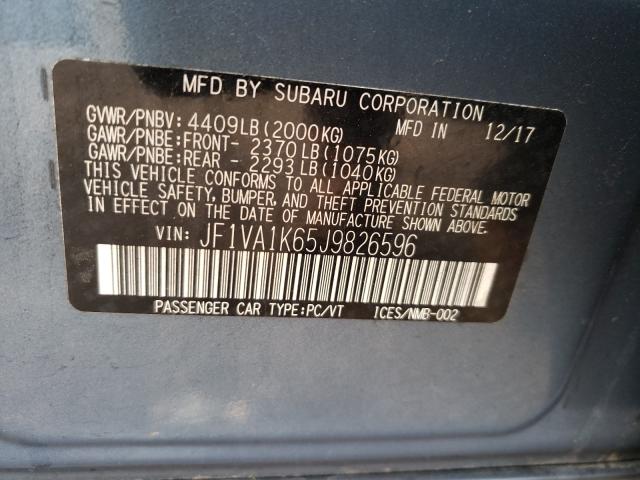 MFD BY SUBARU CORPORATION
GVWR/PNBV: 4409LB(2000KG) MFD IN 12/17
GAWR/PNBE:FRONT- 2370LB(1075KG)
GAWR/PNBE:REAR - 2293LB(1040KG)
THIS VEHICLE CONFORMS TO ALL APPLICABLE FEDERAL MOTOR
VEHICLE SAFETY, BUMPER, AND THEFT PREVENTION STANDARDS
IN EFFECT ON THE DATE OF MANUFACTURE SHOWN ABOVE.
VIN: JF1VA1K65J9826596
PASSENGER CAR TYPE:PC/VT ICES/NMB-002